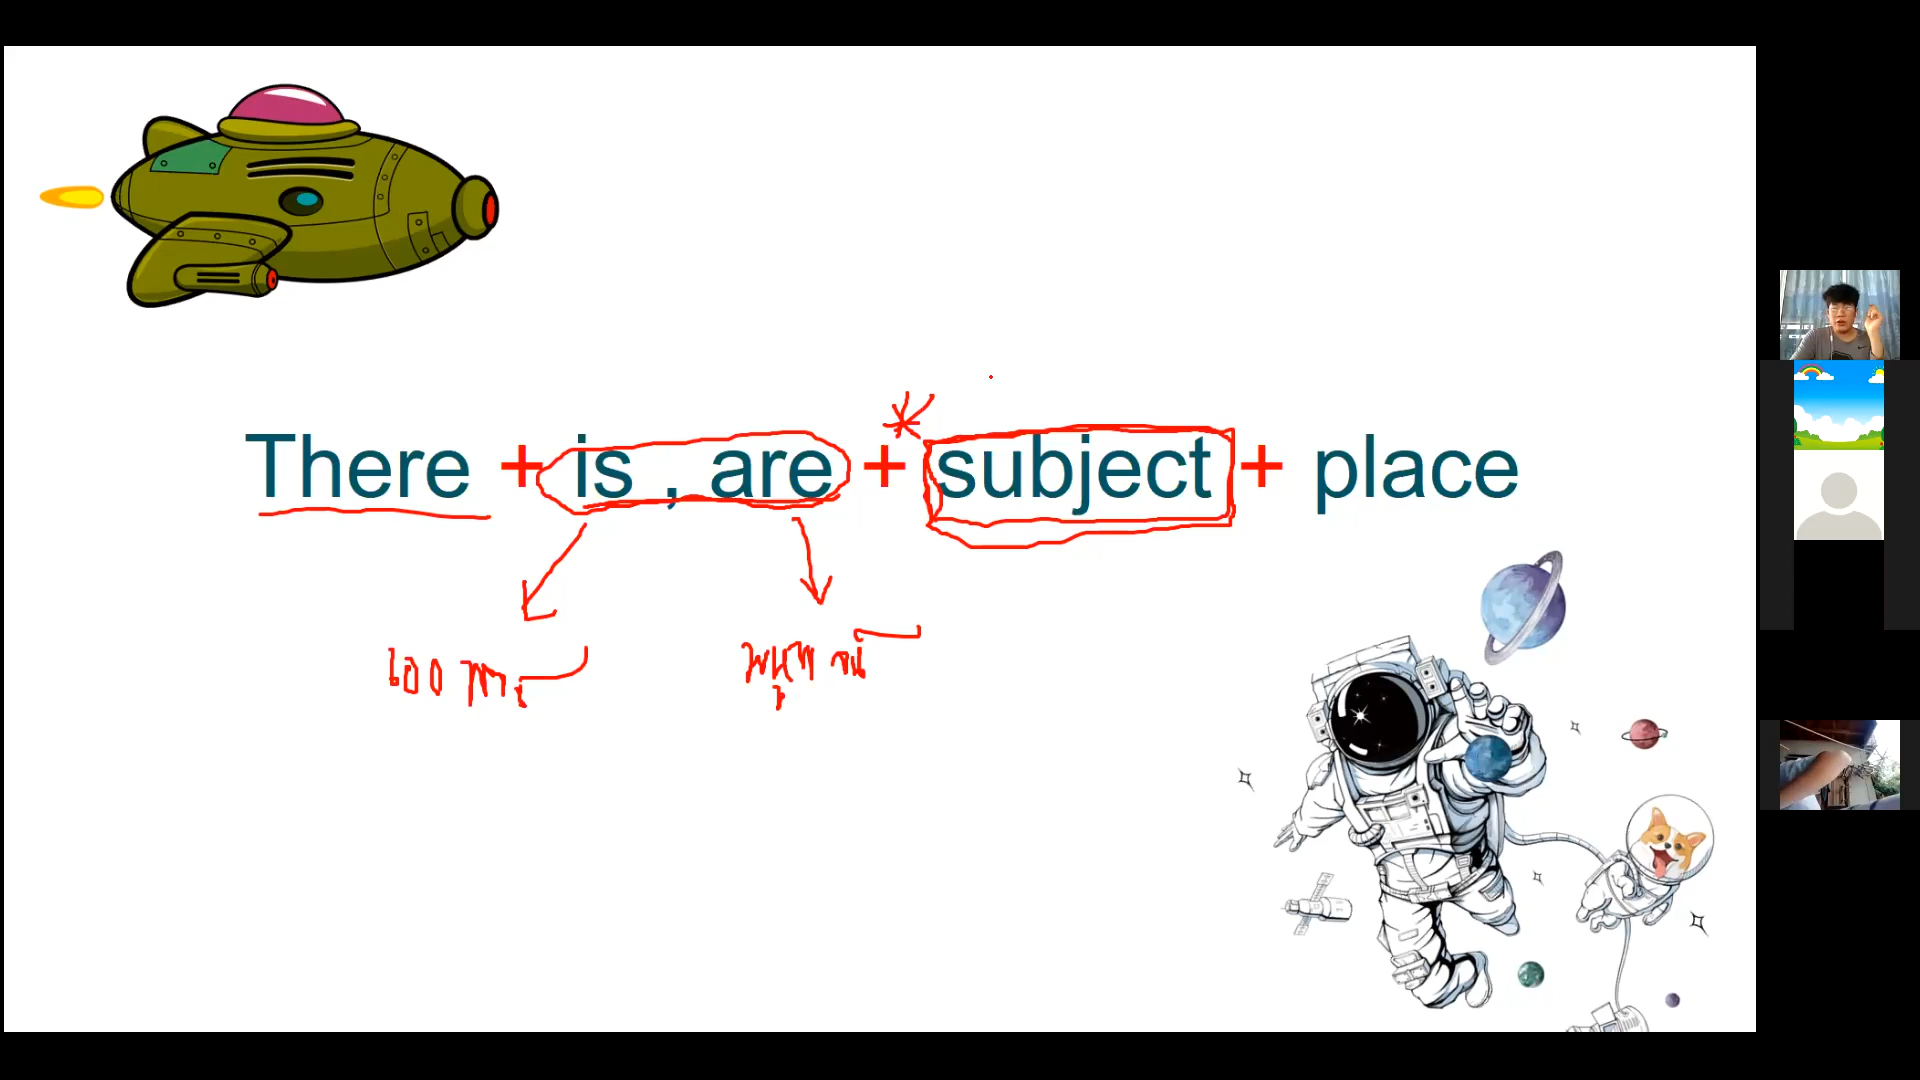 There + is , are + subject + place